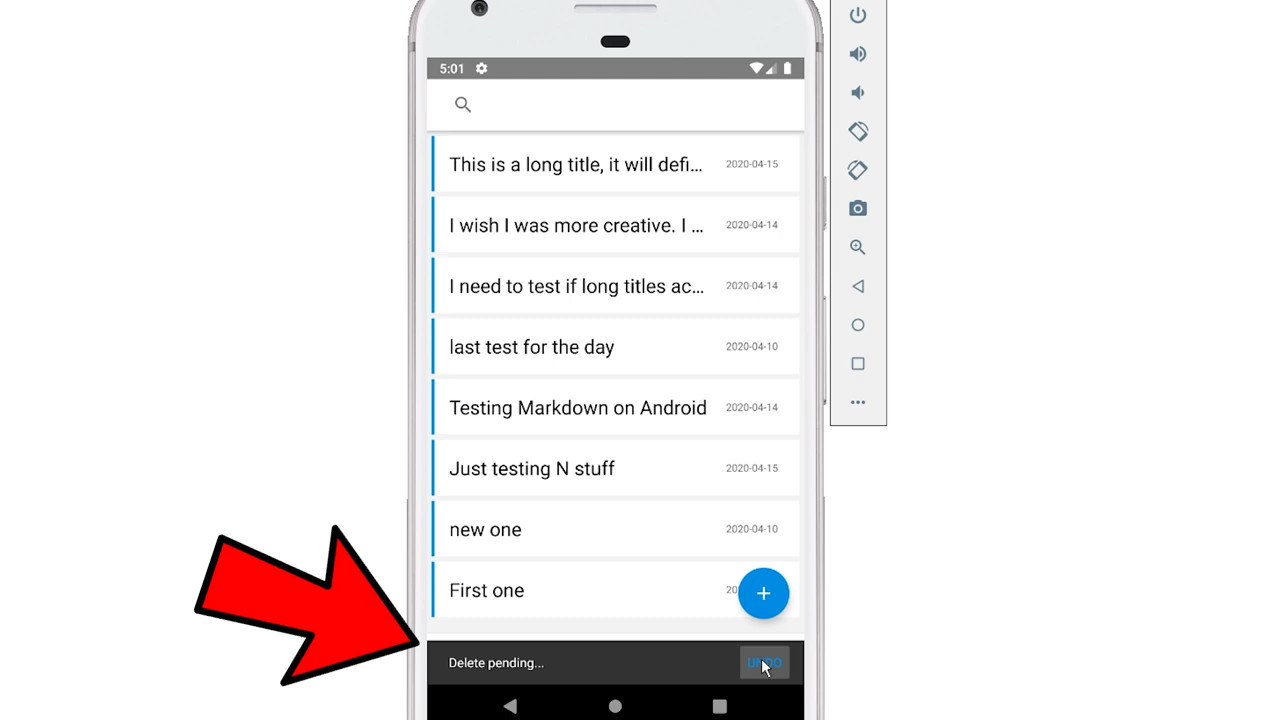 5:01
This is a long title, it will defi... 2020-04-15
I wish I was more creative. I ... 2020-04-14
I need to test if long titles ac... 2020-04-14
last test for the day 2020-04-10
Testing Markdown on Android 2020-04-14
Just testing N stuff 2020-04-15
new one 2020-04-10
First one 20
Delete pending... UNDO